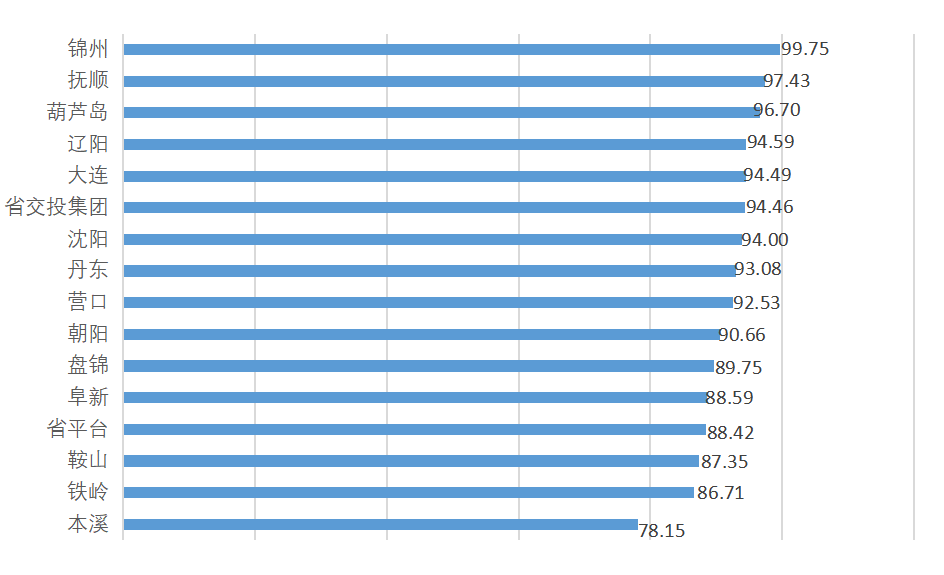 锦州 99.75
抚顺 97.43
葫芦岛 96.70
辽阳 94.59
大连 94.49
省交投集团 94.46
沈阳 94.00
丹东 93.08
营口 92.53
朝阳 90.66
盘锦 89.75
阜新 88.59
省平台 88.42
鞍山 87.35
铁岭 86.71
本溪 78.15